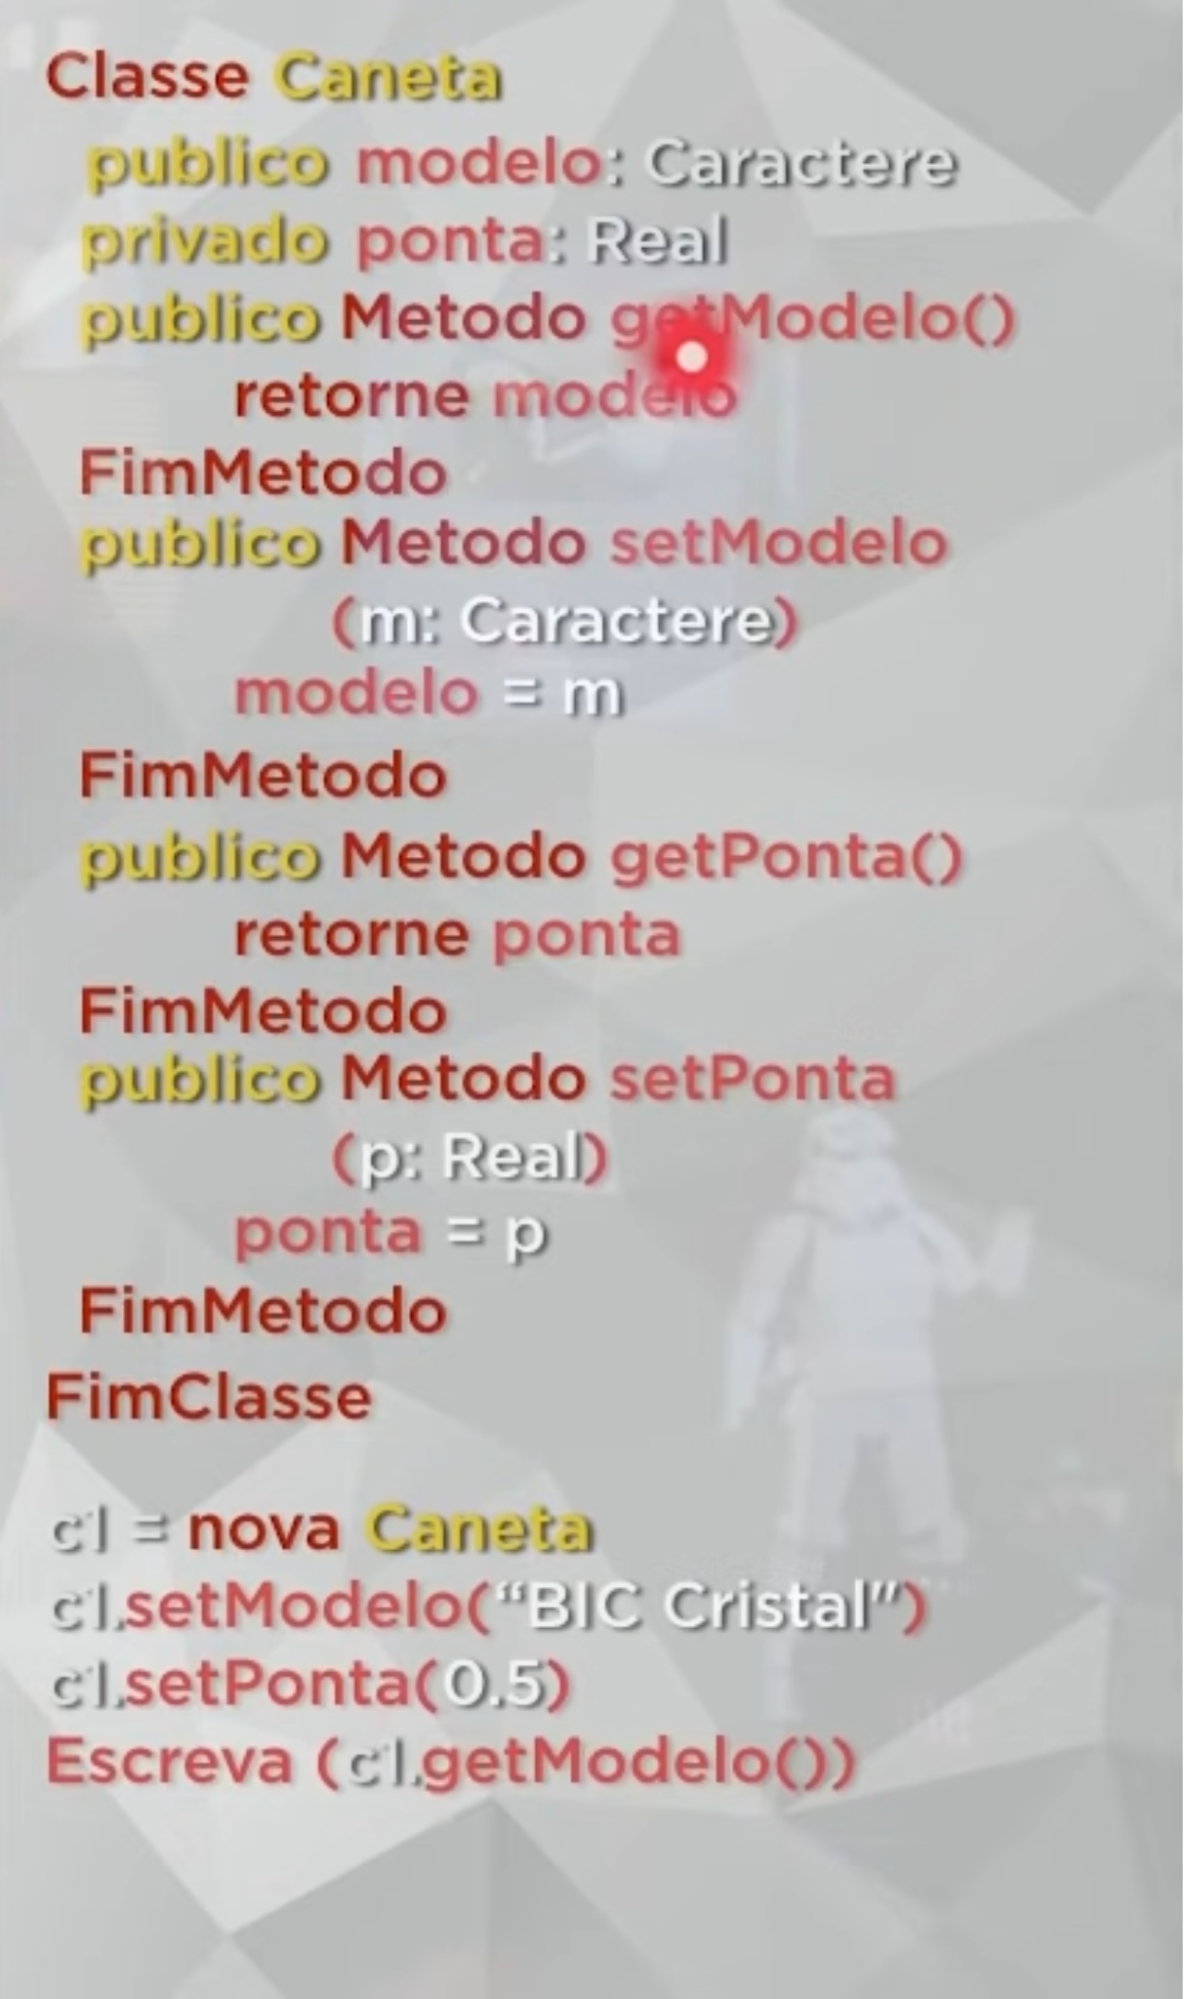 Classe Caneta
publico modelo: Caractere
privado ponta: Real
publico Metodo getModelo()
retorne modelo
FimMetodo
publico Metodo setModelo
(m: Caractere)
modelo = m
FimMetodo
publico Metodo getPonta()
retorne ponta
FimMetodo
publico Metodo setPonta
(p: Real)
ponta = p
FimMetodo
FimClasse
c1 = nova Caneta
c1.setModelo(“BIC Cristal”)
c1.setPonta(0.5)
Escreva (c1.getModelo())